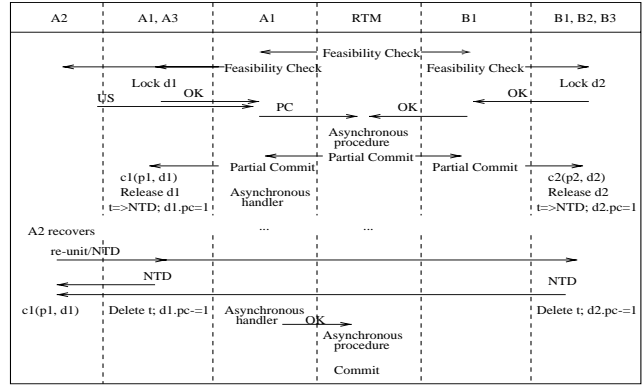 A2 A1, A3 A1 RTM B1 B1, B2, B3
Feasibility Check
Feasibility Check Feasibility Check
Lock d1 Lock d2
US OK OK
PC OK
Asynchronous
procedure
Partial Commit
Partial Commit Partial Commit
c1(p1, d1) c2(p2, d2)
Release d1 Asynchronous Release d2
t=>NTD; d1.pc=1 handler t=>NTD; d2.pc=1
... ...
A2 recovers
re-unit/NTD
NTD NTD
c1(p1, d1) Delete t; d1.pc-=1 Asynchronous Delete t; d2.pc-=1
handler OK
Asynchronous
procedure
Commit